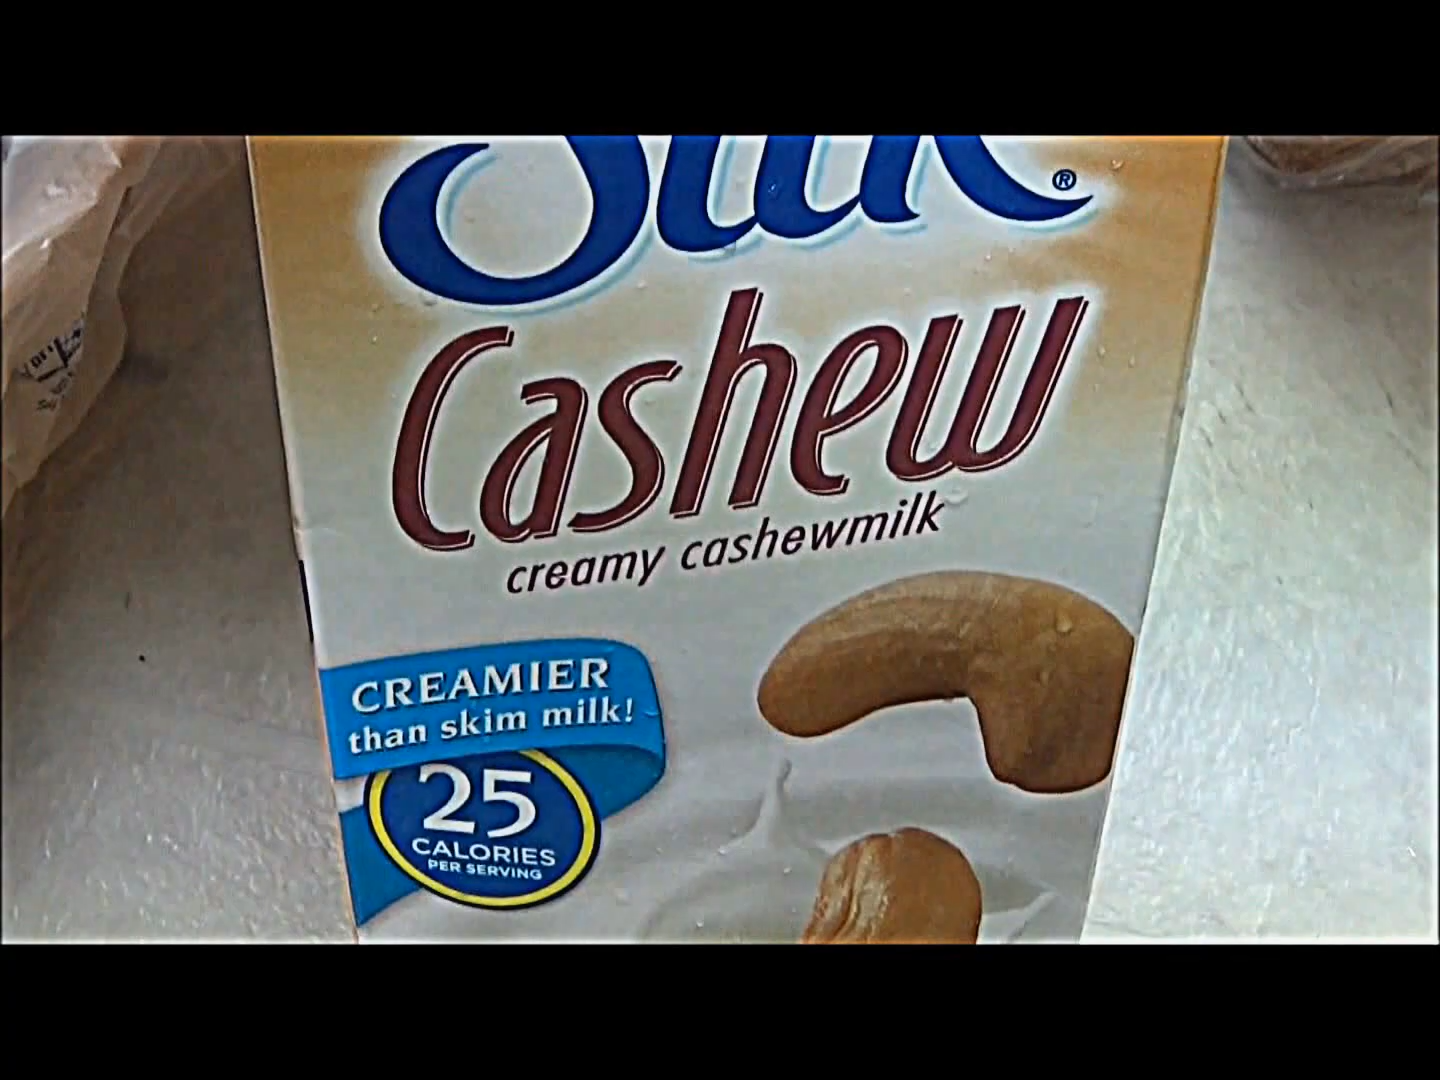 Silk®
Cashew
creamy cashewmilk
CREAMIER
than skim milk!
25
CALORIES
PER SERVING